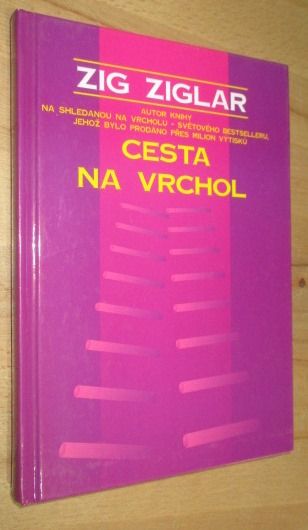 ZIG ZIGLAR
AUTOR KNIHY
NA SHLEDANOU NA VRCHOLU - SVĚTOVÉHO BESTSELLERU,
JEHOŽ BYLO PRODÁNO PŘES MILION VÝTISKŮ
CESTA
NA VRCHOL